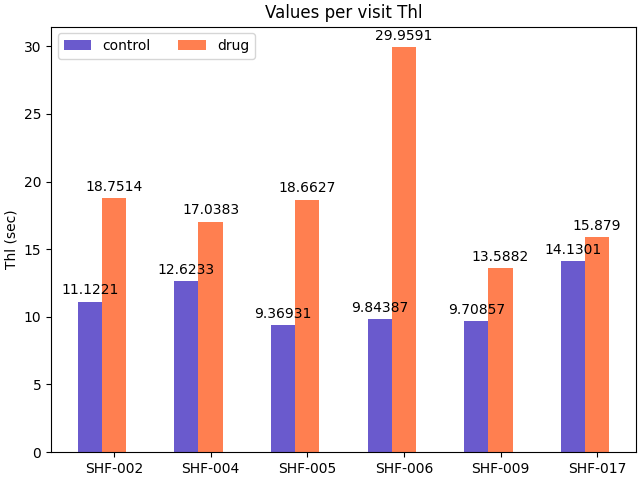 Values per visit Thl
control
drug
Thl (sec)
30
25
20
15
10
5
0
11.1221
18.7514
12.6233
17.0383
9.36931
18.6627
9.84387
29.9591
9.70857
13.5882
14.1301
15.879
SHF-002
SHF-004
SHF-005
SHF-006
SHF-009
SHF-017